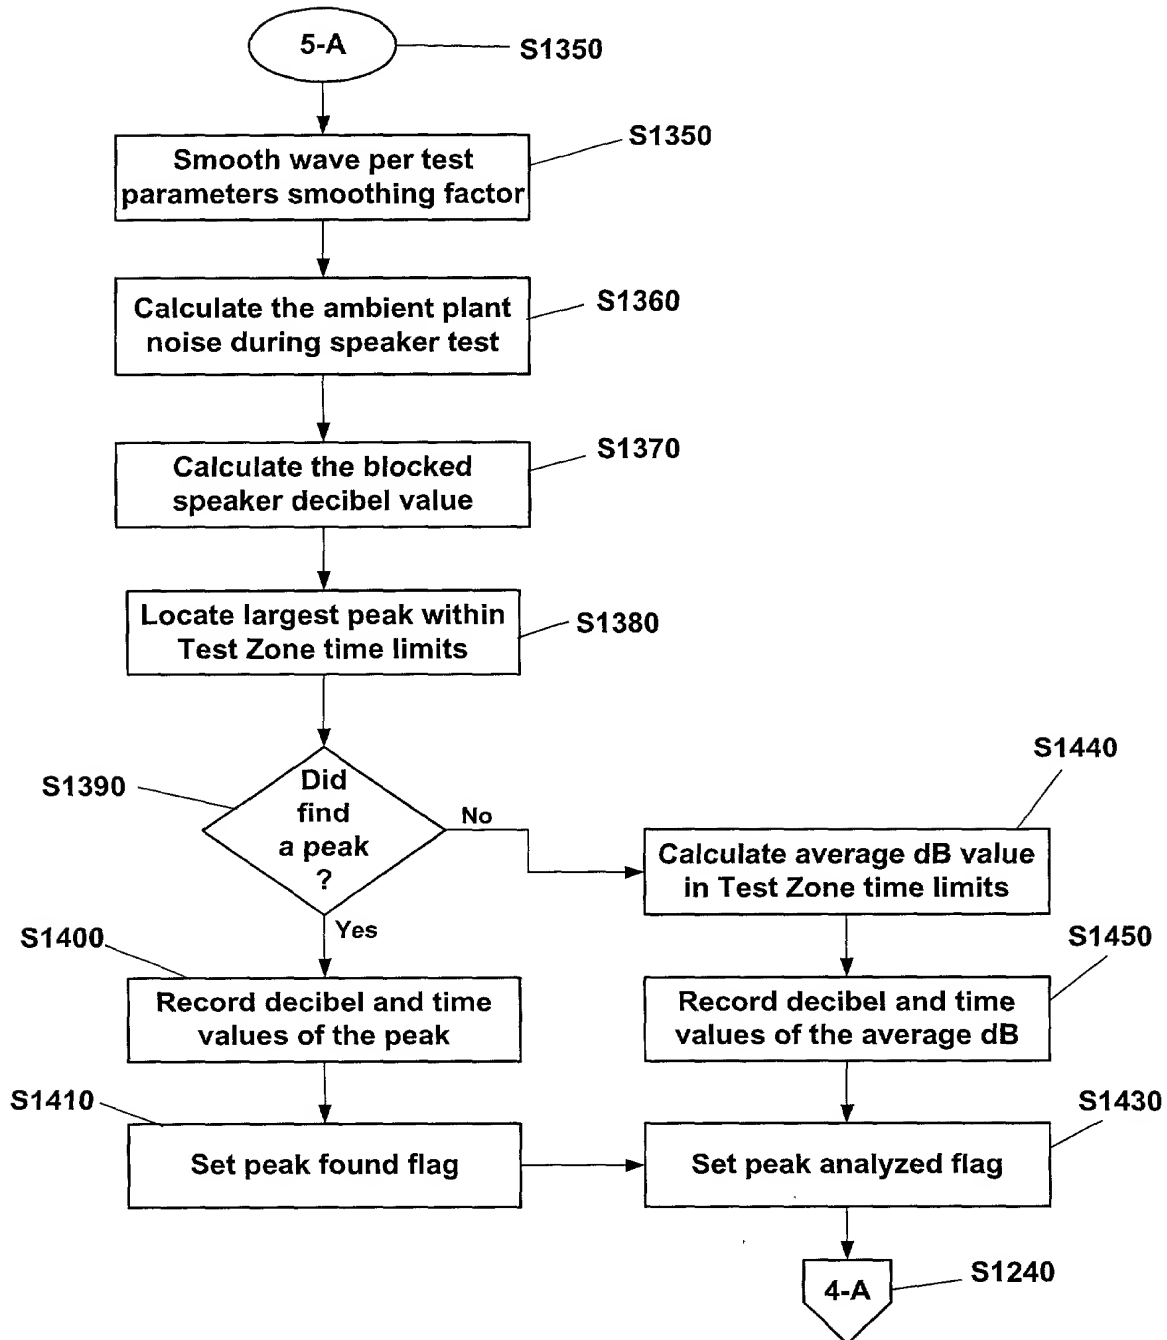 5-A
S1350
S1350
Smooth wave per test
parameters smoothing factor
S1360
Calculate the ambient plant
noise during speaker test
S1370
Calculate the blocked
speaker decibel value
Locate largest peak within
Test Zone time limits
S1380
S1390
Did
find
a peak
?
No
Yes
S1440
Calculate average dB value
in Test Zone time limits
S1400
Record decibel and time
values of the peak
S1450
Record decibel and time
values of the average dB
S1410
Set peak found flag
S1430
Set peak analyzed flag
4-A
S1240